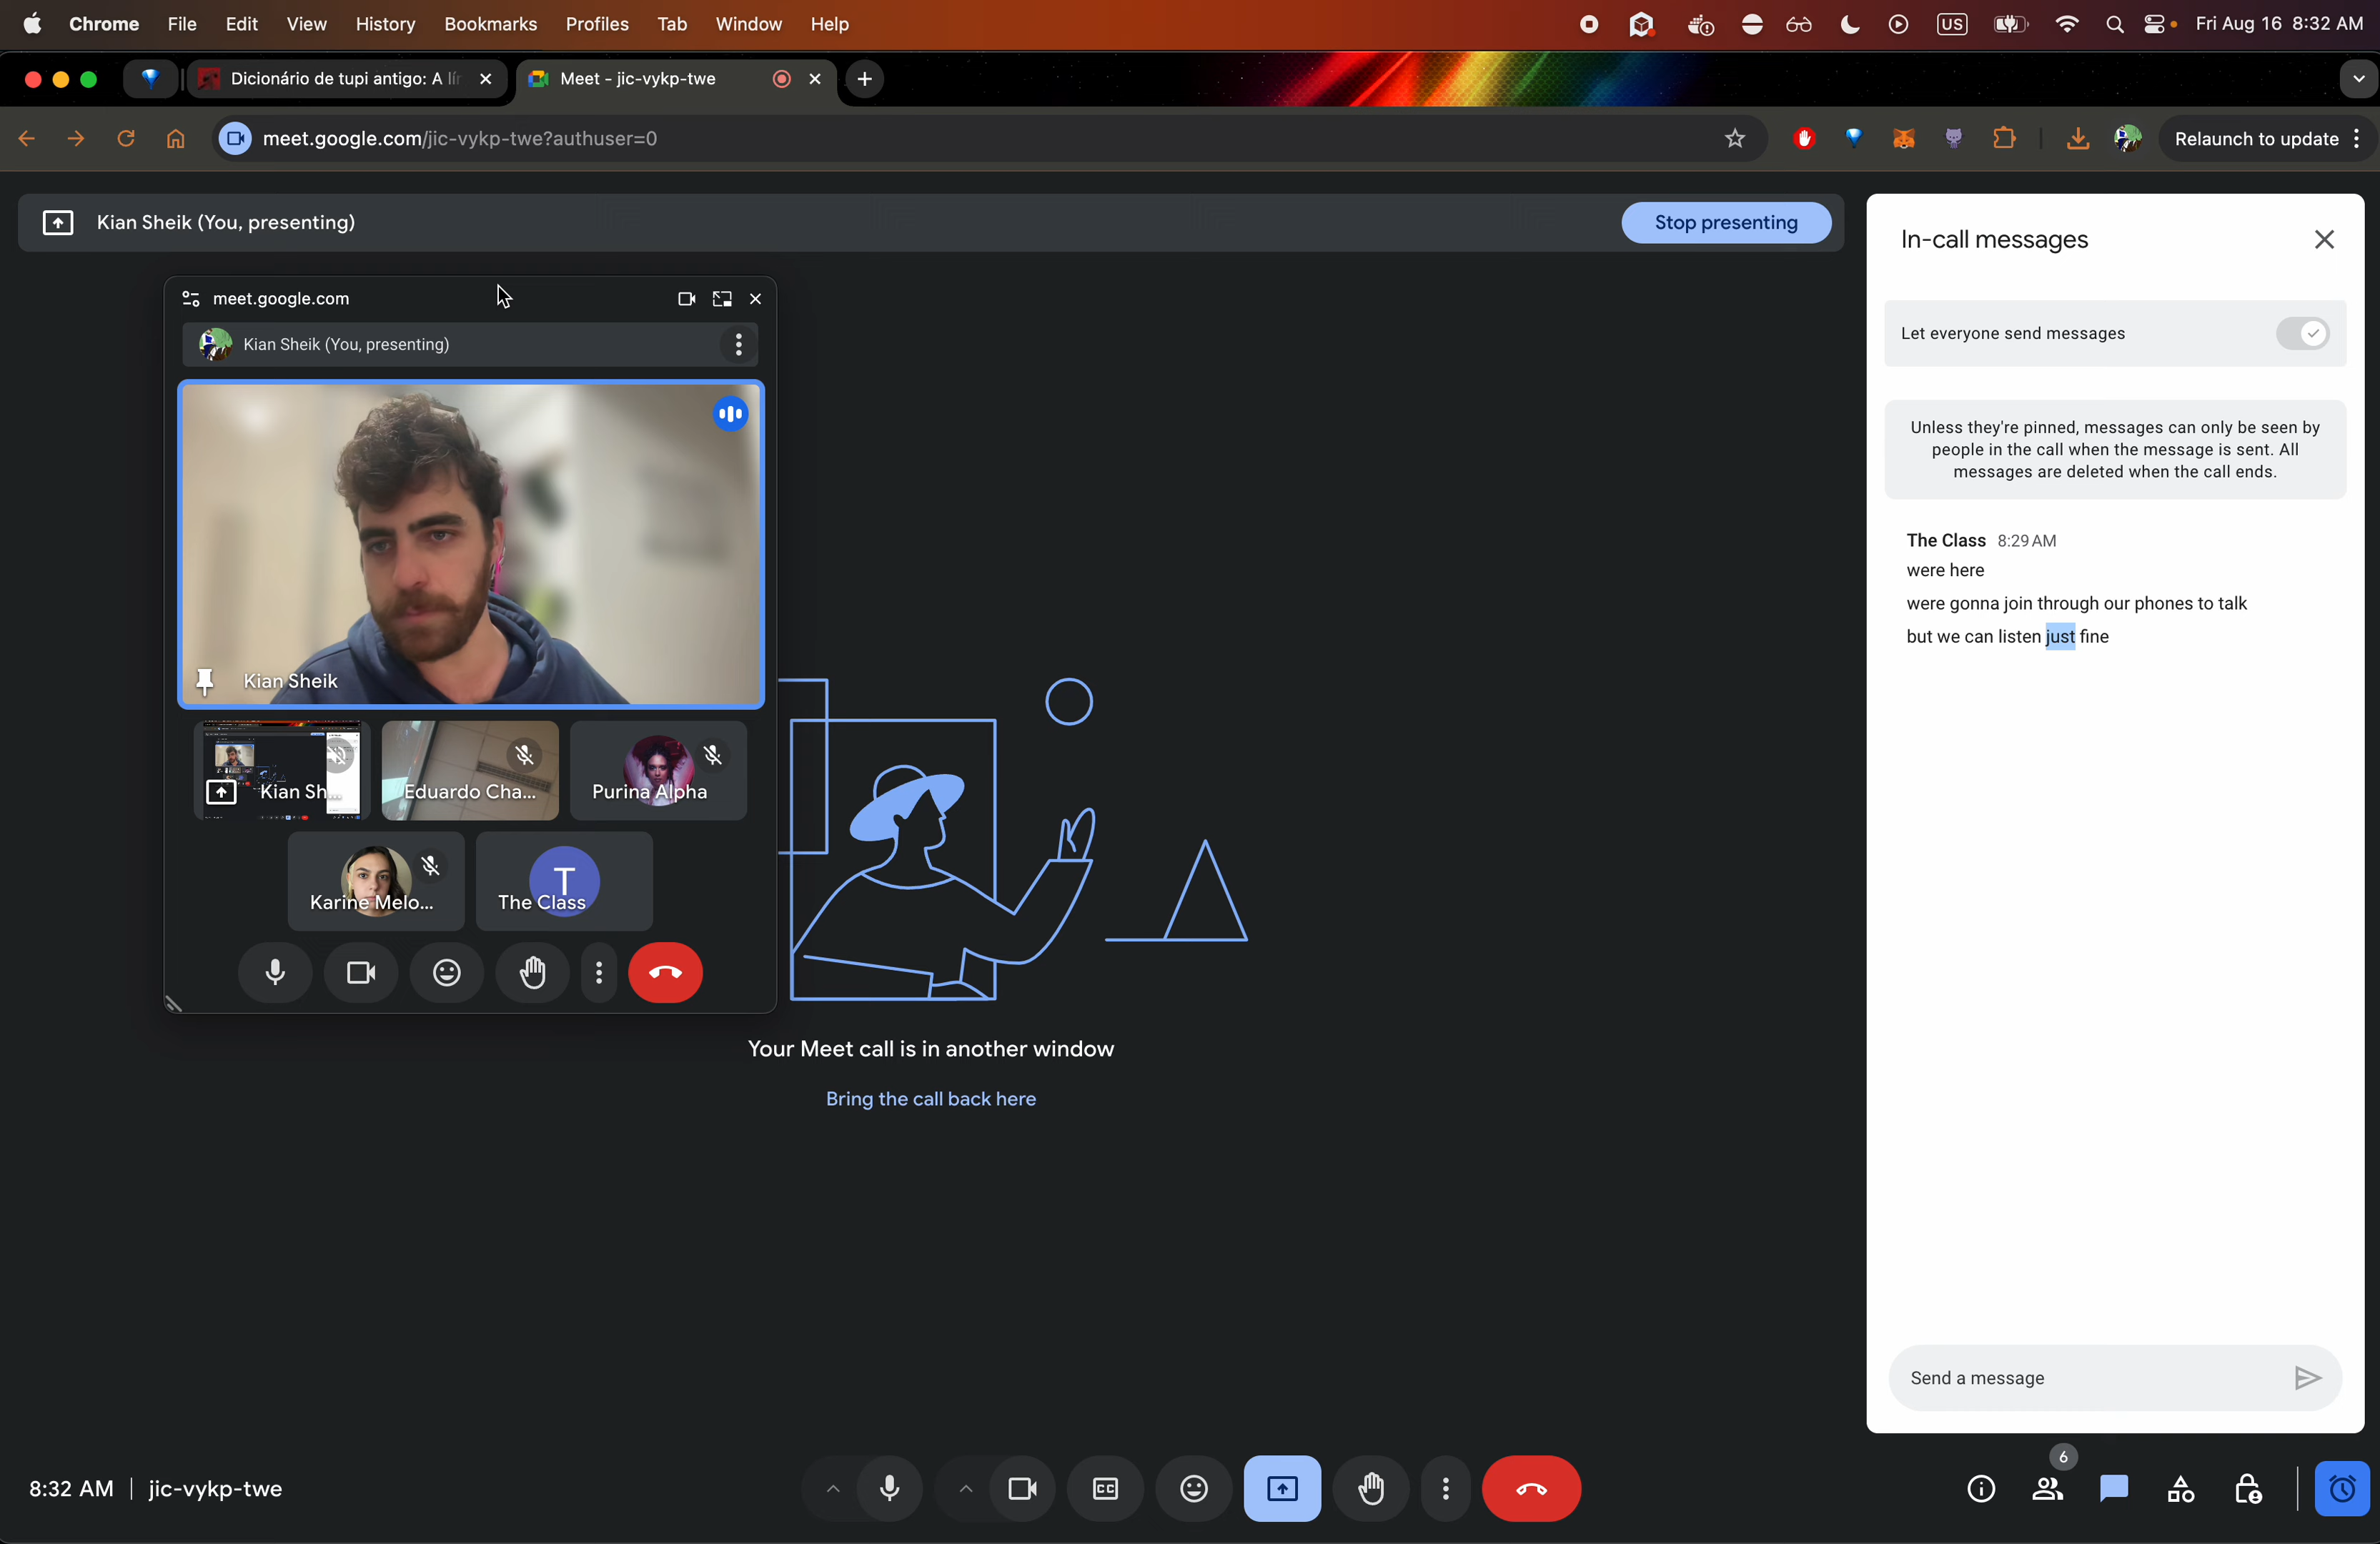 Chrome File Edit View History Bookmarks Profiles Tab Window Help US Fri Aug 16 8:32 AM
Dicionário de tupi antigo: A lín Meet - jic-vykp-twe
meet.google.com/jic-vykp-twe?authuser=0 Relaunch to update
Kian Sheik (You, presenting) Stop presenting
meet.google.com
Kian Sheik (You, presenting)
Kian Sheik
Kian Sh... Eduardo Cha... Purina Alpha
T
Karine Melo... The Class
Your Meet call is in another window
Bring the call back here
In-call messages
Let everyone send messages
Unless they're pinned, messages can only be seen by
people in the call when the message is sent. All
messages are deleted when the call ends.
The Class 8:29 AM
were here
were gonna join through our phones to talk
but we can listen just fine
Send a message
8:32 AM jic-vykp-twe CC 6